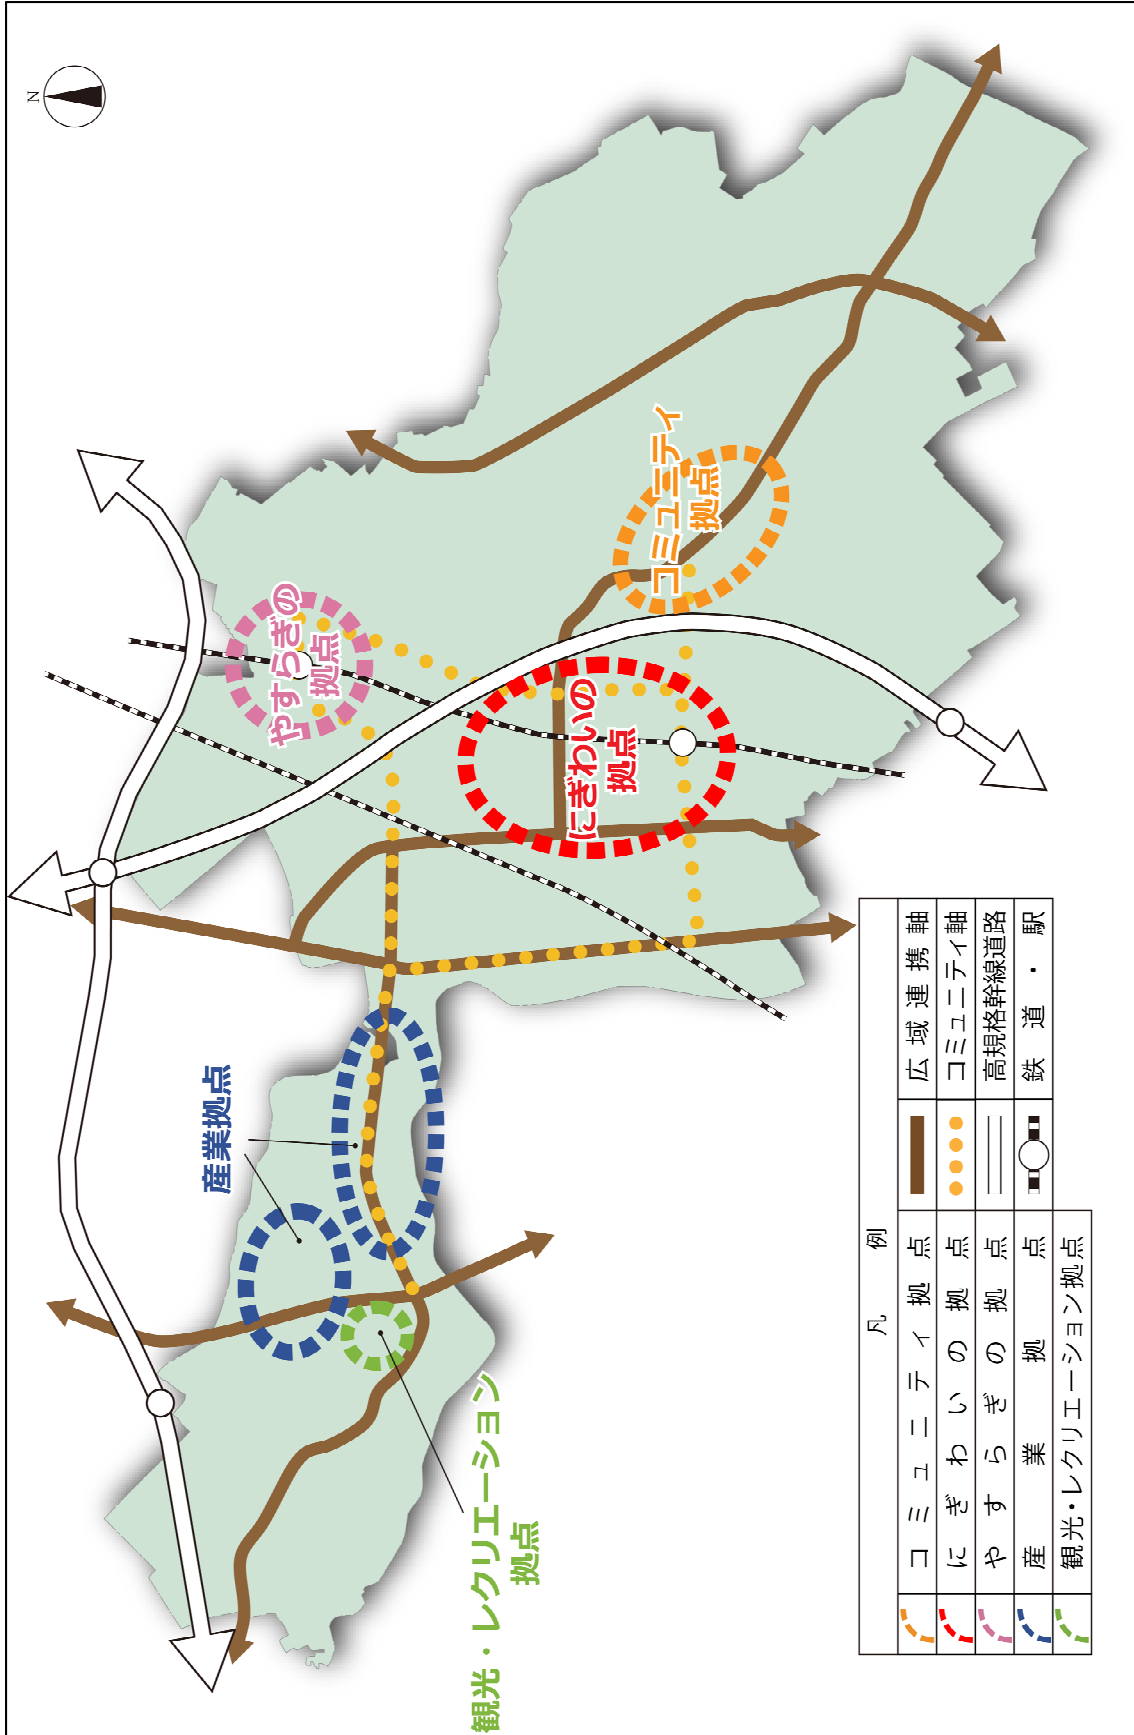 N
やすらぎの
拠点
コミュニティ
拠点
にぎわいの
拠点
産業拠点
観光・レクリエーション
拠点
凡例
コミュニティ拠点
広域連携軸
にぎわいの拠点
コミュニティ軸
やすらぎの拠点
高規格幹線道路
産業拠点
鉄道・駅
観光・レクリエーション拠点